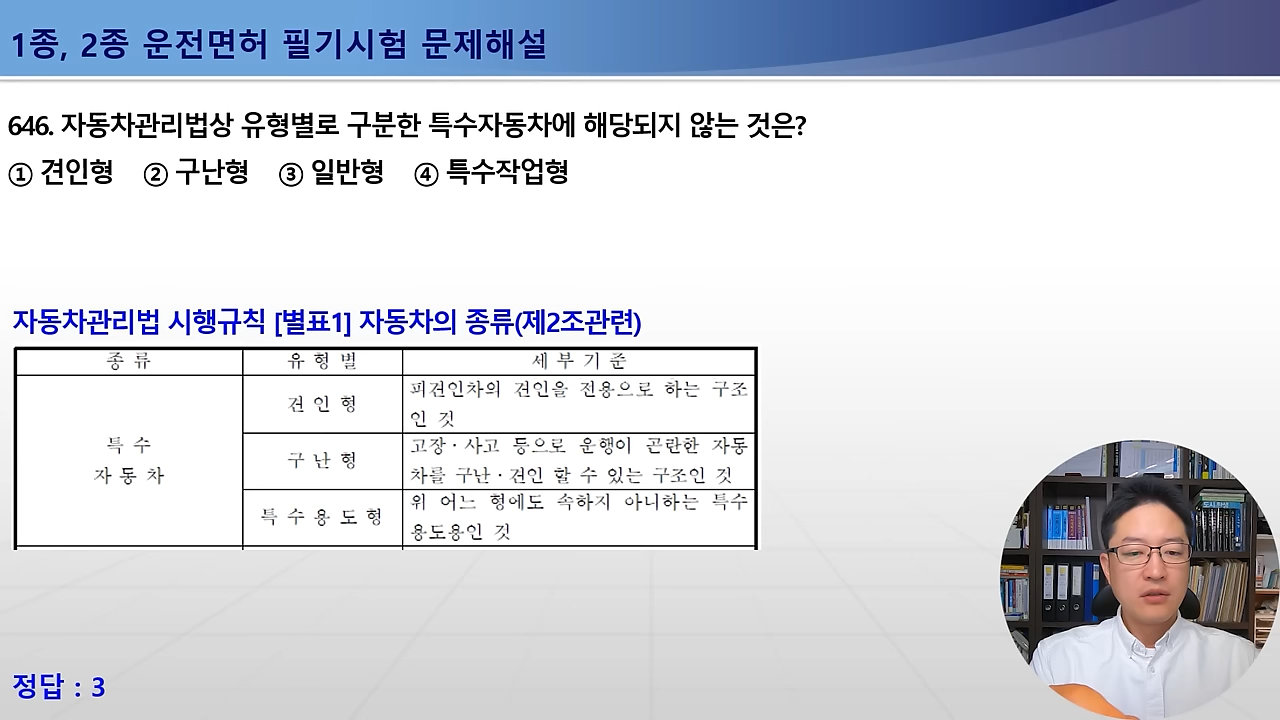 1종, 2종 운전면허 필기시험 문제해설
646. 자동차관리법상 유형별로 구분한 특수자동차에 해당되지 않는 것은?
① 견인형 ② 구난형 ③ 일반형 ④ 특수작업형
자동차관리법 시행규칙 [별표1] 자동차의 종류(제2조관련)
종 류 유 형 별 세 부 기 준
특 수
자 동 차
견 인 형
피견인차의 견인을 전용으로 하는 구조
인 것
구 난 형
고장·사고 등으로 운행이 곤란한 자동
차를 구난·견인 할 수 있는 구조인 것
특 수 용 도 형
위 어느 형에도 속하지 아니하는 특수
용도용인 것
정답 : 3